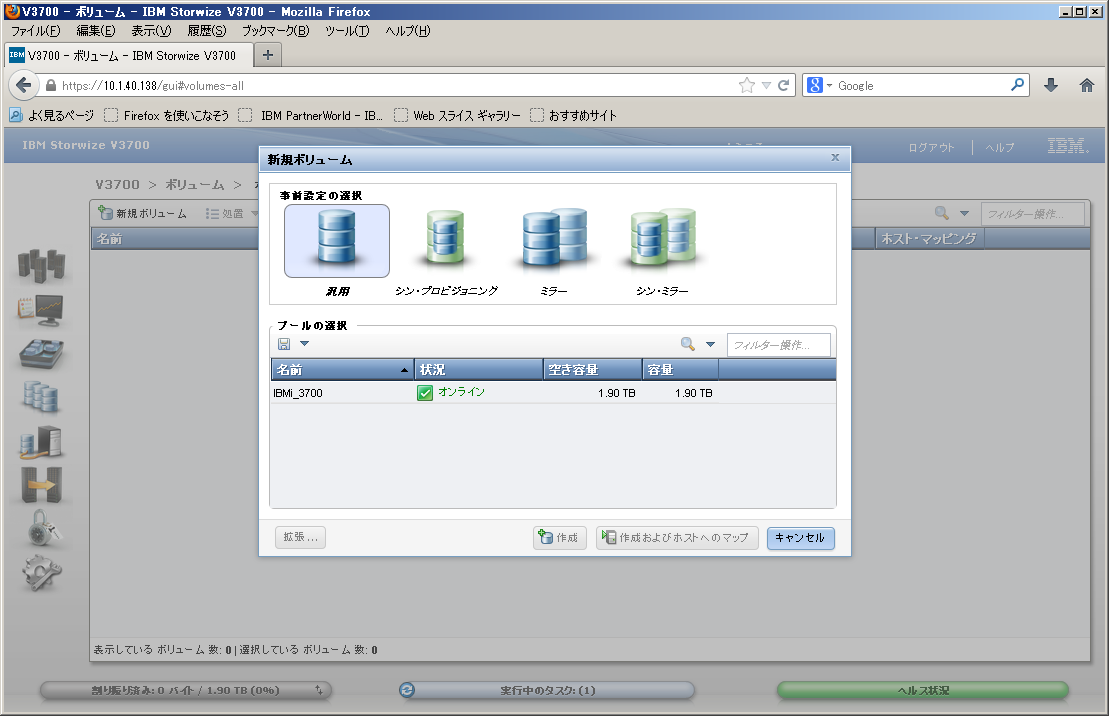 V3700 - ボリューム - IBM Storwize V3700 - Mozilla Firefox
ファイル(F) 編集(E) 表示(V) 履歴(S) ブックマーク(B) ツール(T) ヘルプ(H)
IBM V3700 - ボリューム - IBM Storwize V3700 +
https://10.1.40.138/gui#volumes-all
8 Google
よく見るページ Firefox を使いこなそう IBM PartnerWorld - IB... Web スライス ギャラリー おすすめサイト
IBM Storwize V3700
ログアウト | ヘルプ IBM.
V3700 > ボリューム >
新規ボリューム 処置
フィルター操作...
名前
ホスト・マッピング
新規ボリューム x
事前設定の選択
汎用 シン・プロビジョニング ミラー シン・ミラー
プールの選択
フィルター操作...
名前 状況 空き容量 容量
IBMi_3700 オンライン 1.90 TB 1.90 TB
拡張... 作成 作成およびホストへのマップ キャンセル
表示している ボリューム 数: 0 | 選択している ボリューム 数: 0
割り振り済み: 0 バイト / 1.90 TB (0%) 実行中のタスク: (1) ヘルス状況